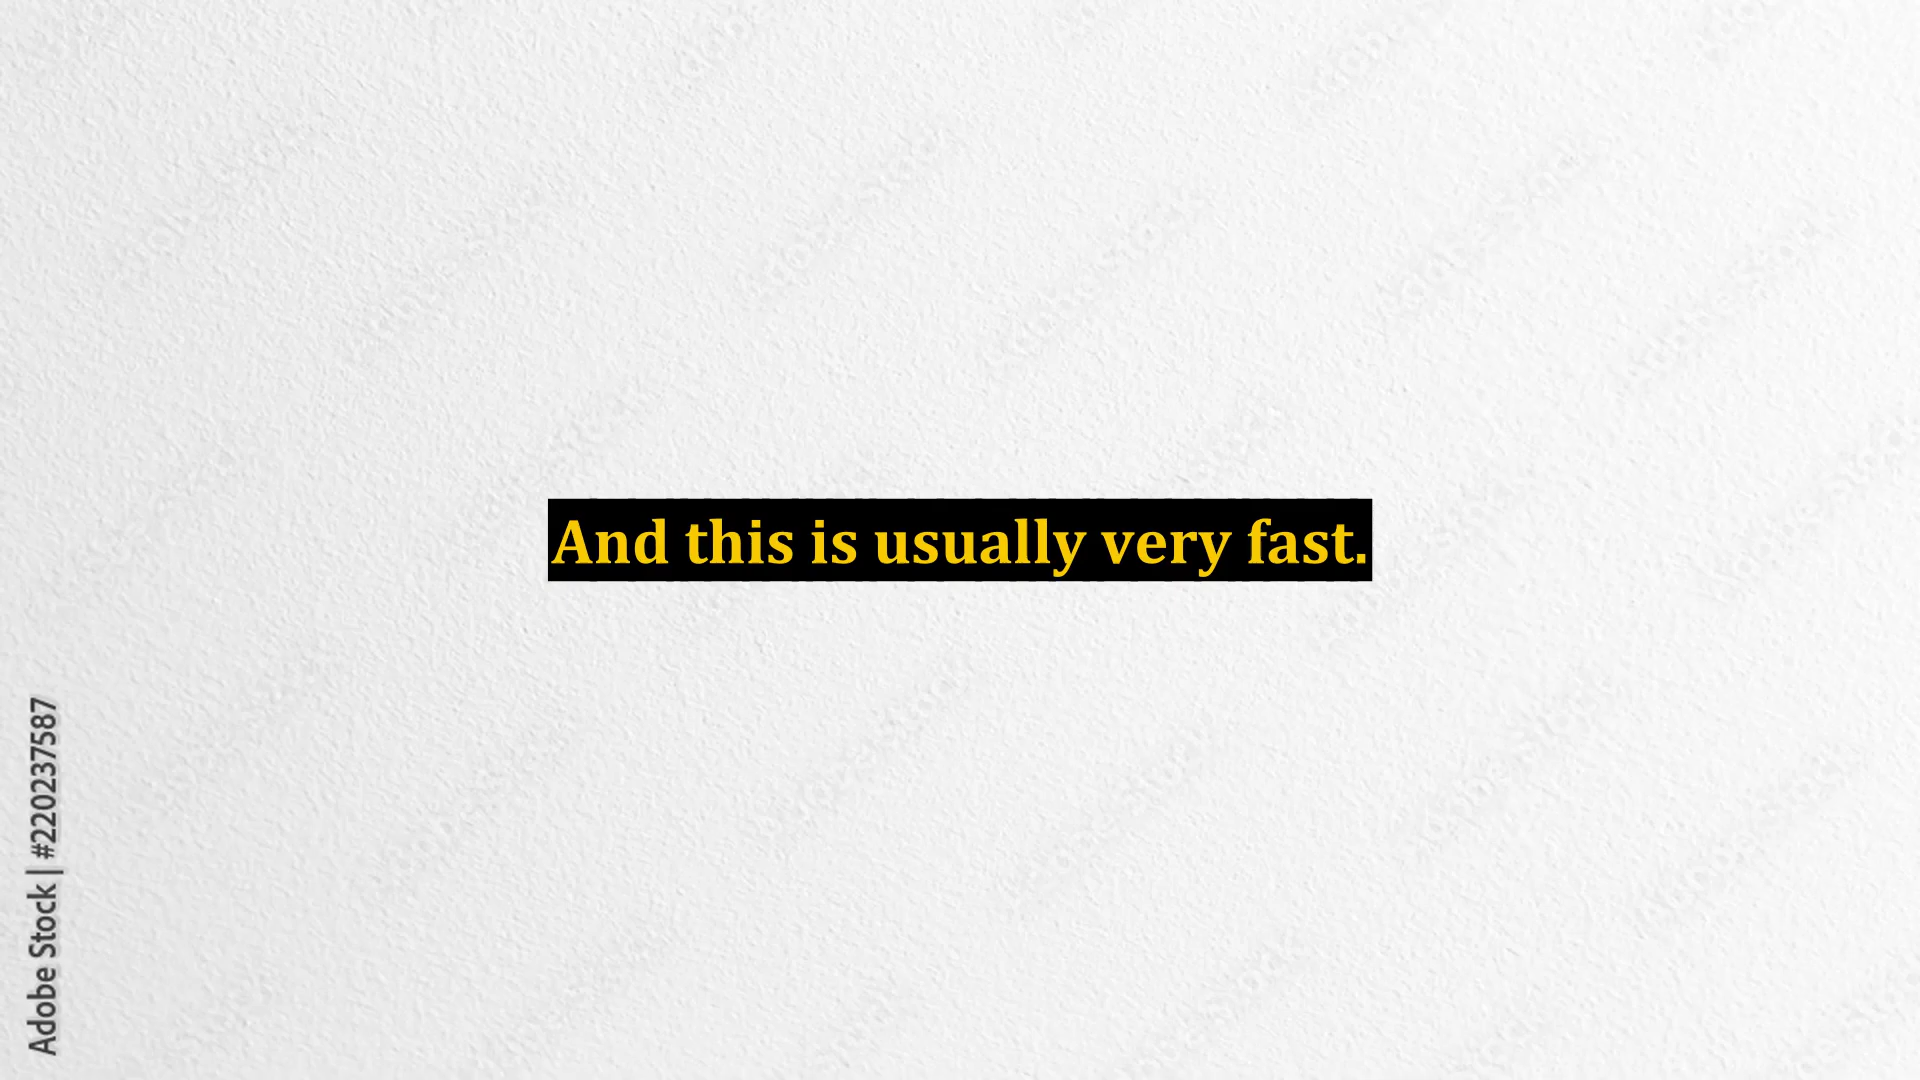 And this is usually very fast.
Adobe Stock | #220237587